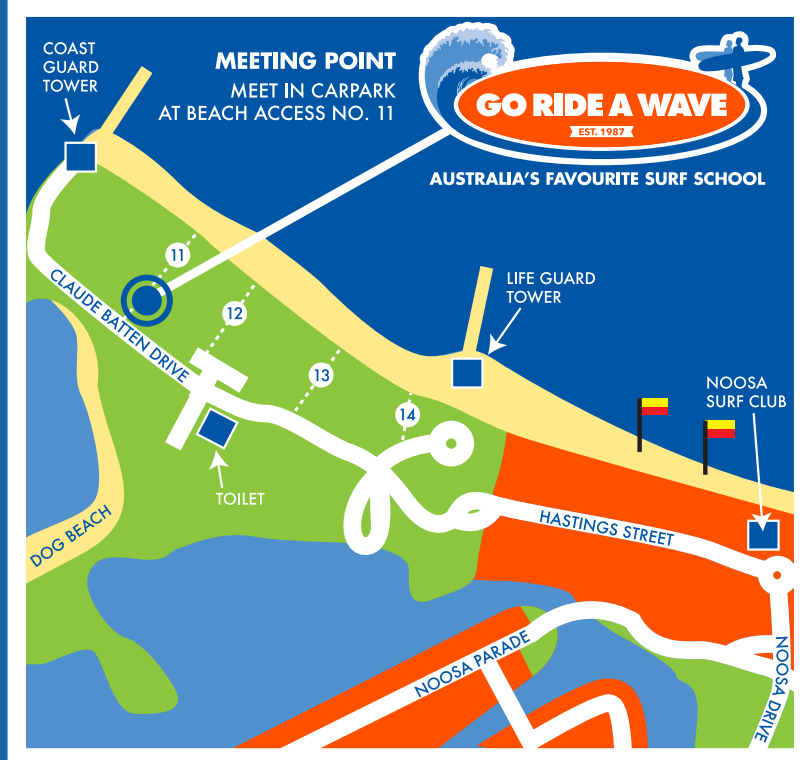 COAST
GUARD
TOWER
MEETING POINT
MEET IN CARPARK
AT BEACH ACCESS NO. 11
GO RIDE A WAVE
EST. 1987
AUSTRALIA'S FAVOURITE SURF SCHOOL
11
CLAUDE BATTEN DRIVE
12
LIFE GUARD
TOWER
13
14
NOOSA
SURF CLUB
TOILET
DOG BEACH
HASTINGS STREET
NOOSA PARADE
NOOSA DRIVE